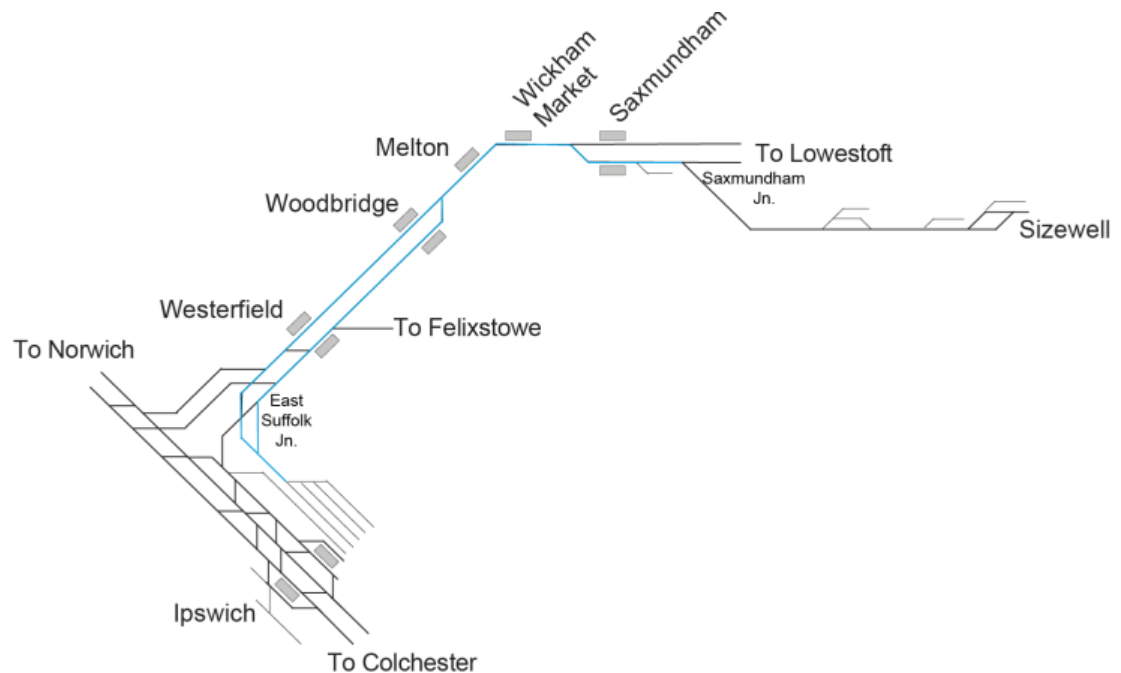 Wickham
Market
Saxmundham
Melton
To Lowestoft
Saxmundham
Jn.
Woodbridge
Sizewell
Westerfield
To Felixstowe
To Norwich
East
Suffolk
Jn.
Ipswich
To Colchester